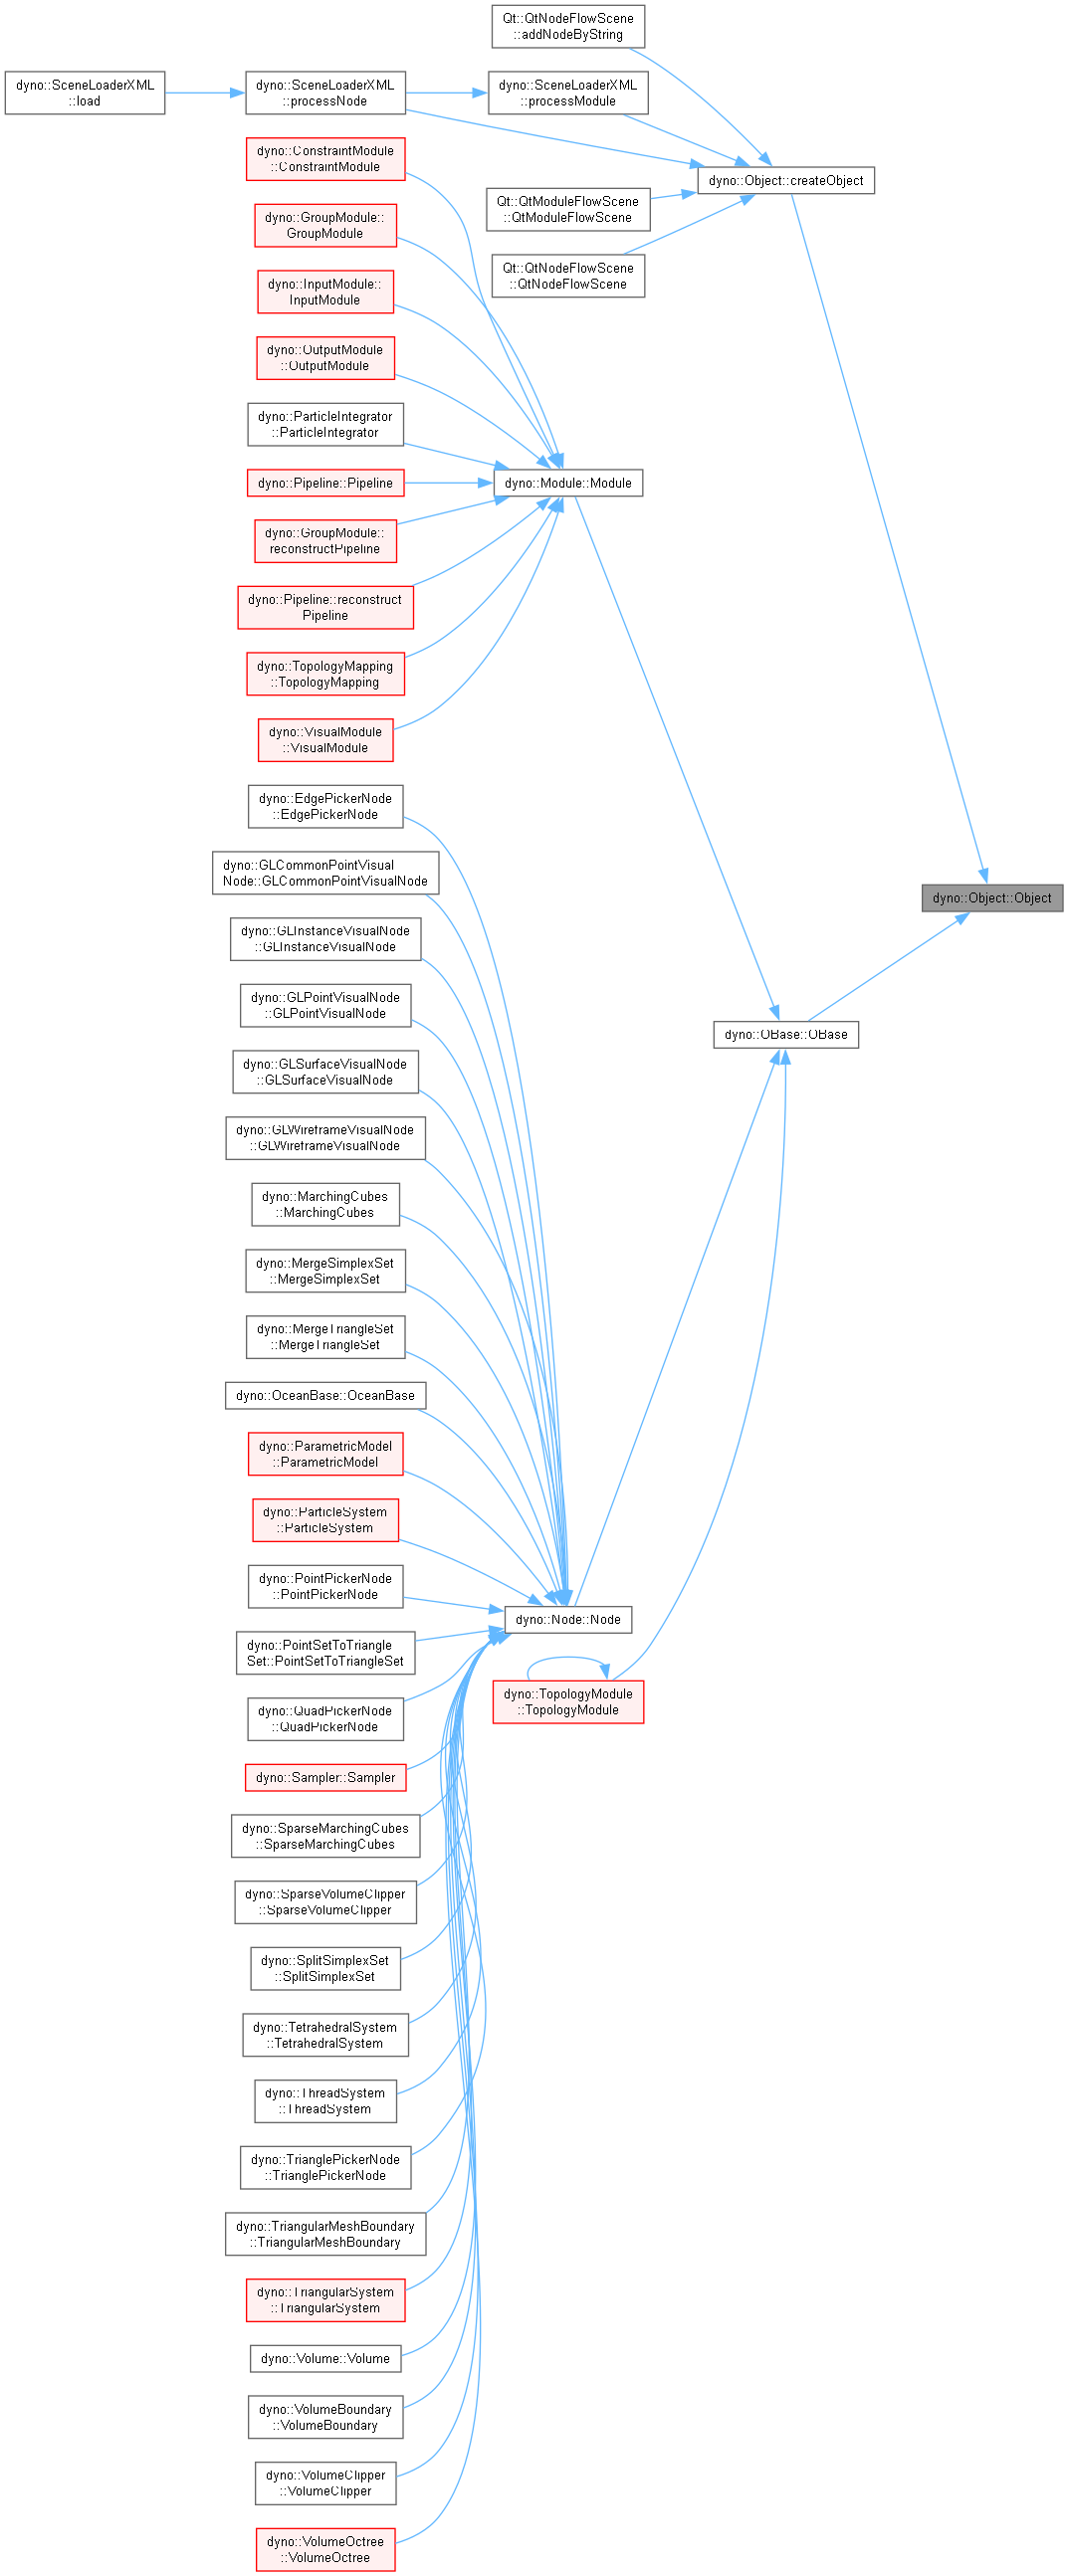 Qt::QtNodeFlowScene
::addNodeByString
dyno::SceneLoaderXML
::load
dyno::SceneLoaderXML
::processNode
dyno::SceneLoaderXML
::processModule
dyno::ConstraintModule
::ConstraintModule
dyno::Object::createObject
Qt::QtModuleFlowScene
::QtModuleFlowScene
dyno::GroupModule::
GroupModule
Qt::QtNodeFlowScene
::QtNodeFlowScene
dyno::InputModule::
InputModule
dyno::OutputModule
::OutputModule
dyno::ParticleIntegrator
::ParticleIntegrator
dyno::Pipeline::Pipeline
dyno::Module::Module
dyno::GroupModule::
reconstructPipeline
dyno::Pipeline::reconstruct
Pipeline
dyno::TopologyMapping
::TopologyMapping
dyno::VisualModule
::VisualModule
dyno::EdgePickerNode
::EdgePickerNode
dyno::GLCommonPointVisual
Node::GLCommonPointVisualNode
dyno::Object::Object
dyno::GLInstanceVisualNode
::GLInstanceVisualNode
dyno::GLPointVisualNode
::GLPointVisualNode
dyno::OBase::OBase
dyno::GLSurfaceVisualNode
::GLSurfaceVisualNode
dyno::GLWireframeVisualNode
::GLWireframeVisualNode
dyno::MarchingCubes
::MarchingCubes
dyno::MergeSimplexSet
::MergeSimplexSet
dyno::MergeTriangleSet
::MergeTriangleSet
dyno::OceanBase::OceanBase
dyno::ParametricModel
::ParametricModel
dyno::ParticleSystem
::ParticleSystem
dyno::PointPickerNode
::PointPickerNode
dyno::Node::Node
dyno::PointSetToTriangle
Set::PointSetToTriangleSet
dyno::TopologyModule
::TopologyModule
dyno::QuadPickerNode
::QuadPickerNode
dyno::Sampler::Sampler
dyno::SparseMarchingCubes
::SparseMarchingCubes
dyno::SparseVolumeClipper
::SparseVolumeClipper
dyno::SplitSimplexSet
::SplitSimplexSet
dyno::TetrahedralSystem
::TetrahedralSystem
dyno::ThreadSystem
::ThreadSystem
dyno::TrianglePickerNode
::TrianglePickerNode
dyno::TriangularMeshBoundary
::TriangularMeshBoundary
dyno::TriangularSystem
::TriangularSystem
dyno::Volume::Volume
dyno::VolumeBoundary
::VolumeBoundary
dyno::VolumeClipper
::VolumeClipper
dyno::VolumeOctree
::VolumeOctree